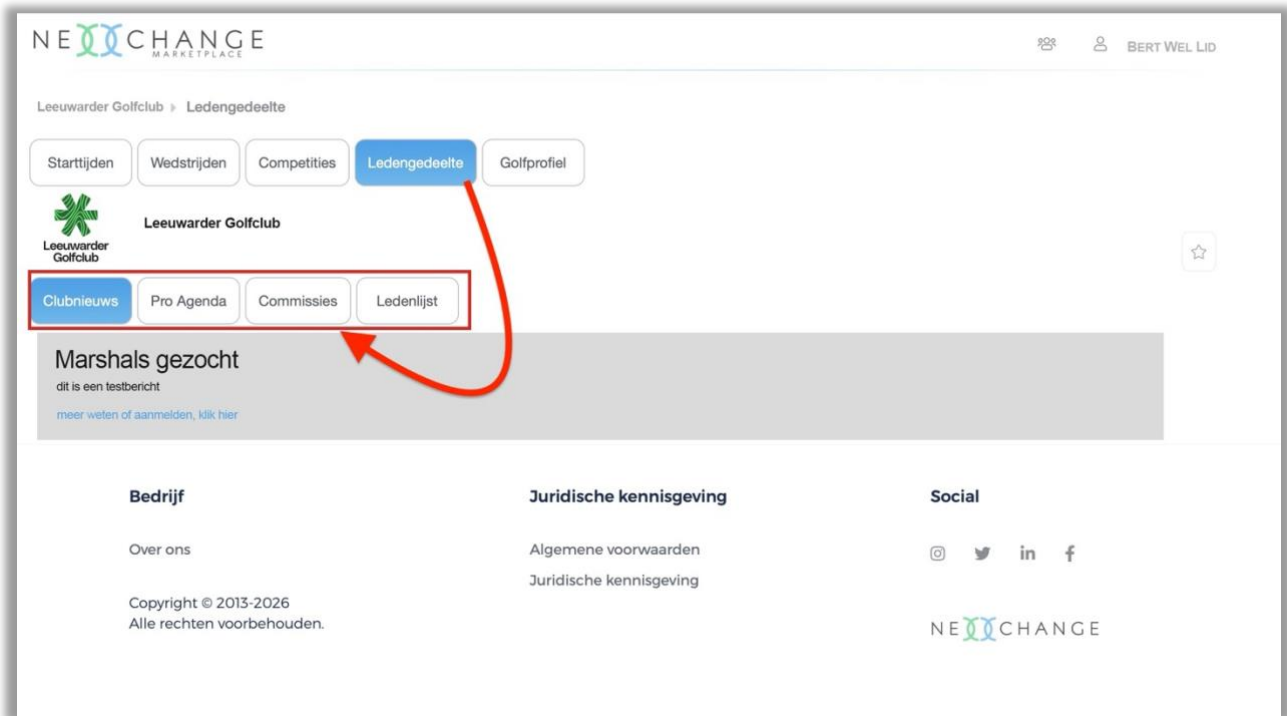 NEXXCHANGE
MARKETPLACE
BERT WEL LID
Leeuwarder Golfclub Ledengedeelte
Starttijden Wedstrijden Competities Ledengedeelte Golfprofiel
Leeuwarder
Golfclub
Leeuwarder Golfclub
Clubnieuws Pro Agenda Commissies Ledenlijst
Marshals gezocht
dit is een testbericht
meer weten of aanmelden, klik hier
Bedrijf Juridische kennisgeving Social
Over ons Algemene voorwaarden
Juridische kennisgeving
Copyright © 2013-2026
Alle rechten voorbehouden.
NEXXCHANGE